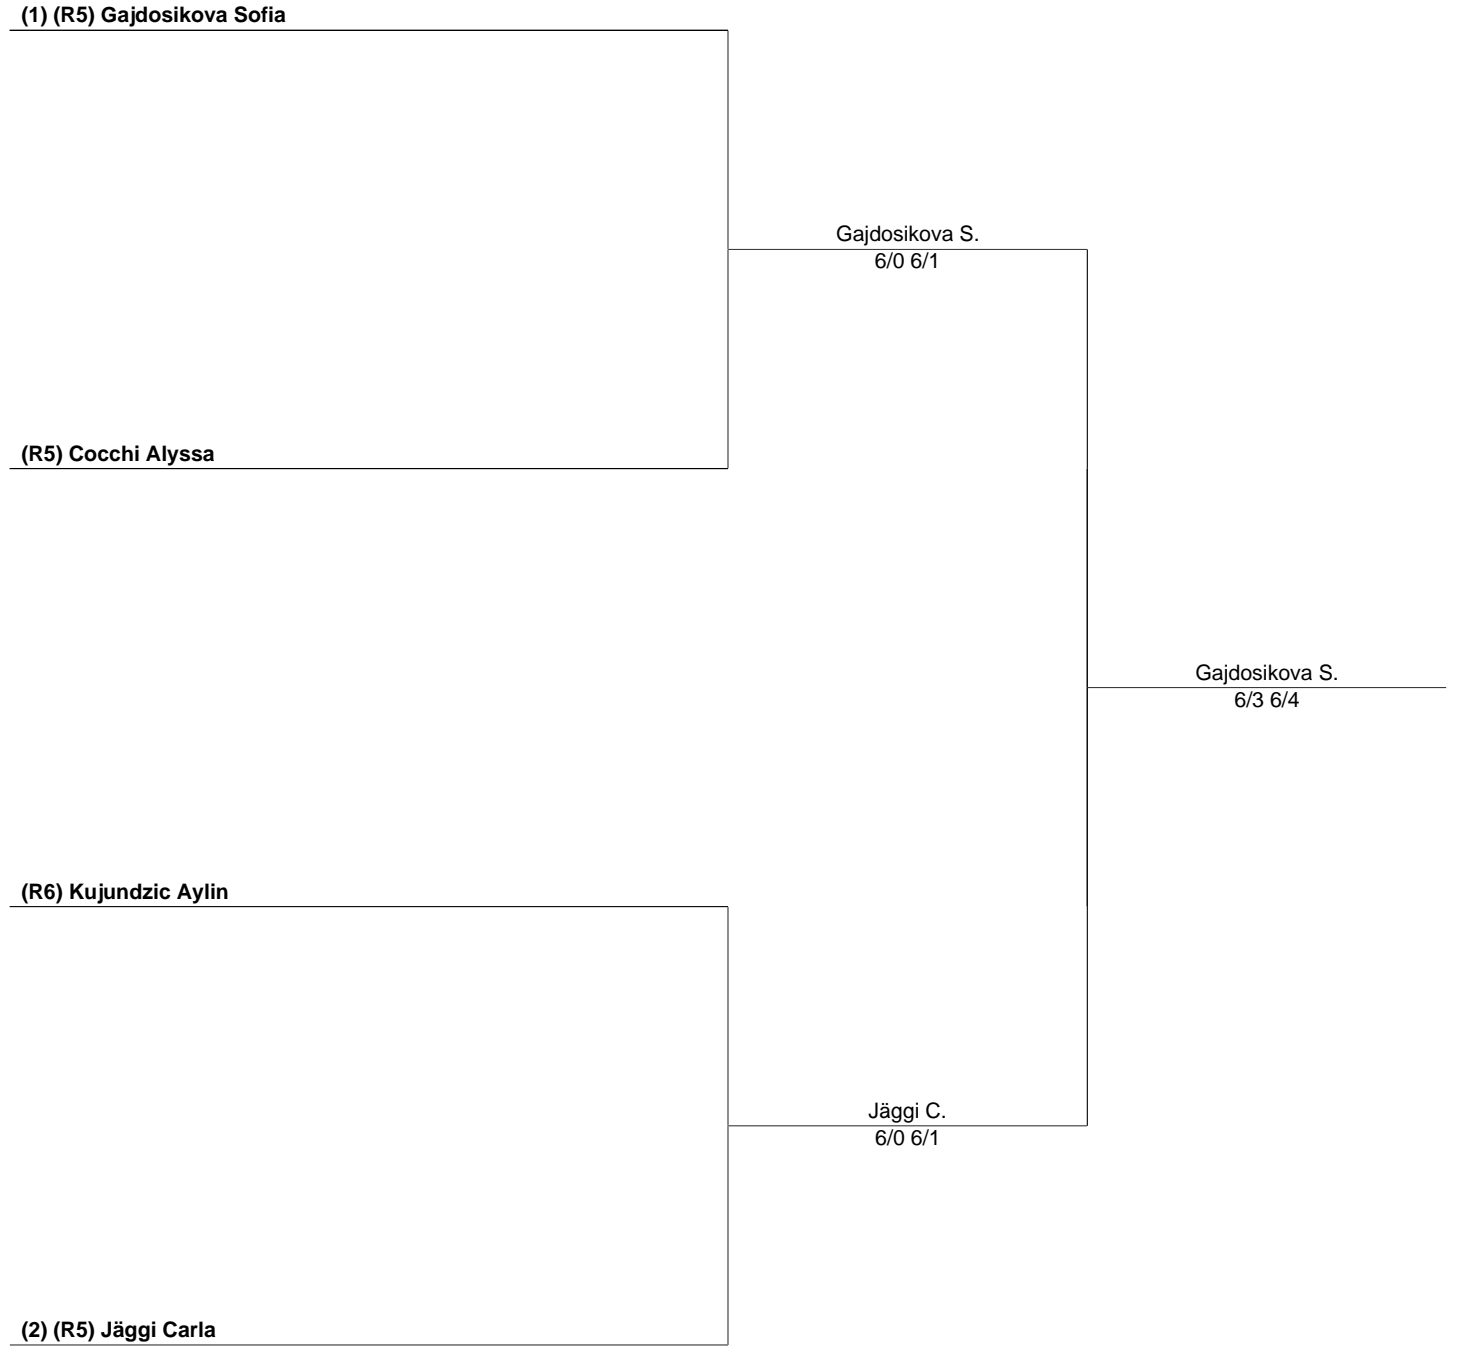 (1) (R5) Gajdosikova Sofia
Gajdosikova S.
6/0 6/1
(R5) Cocchi Alyssa
Gajdosikova S.
6/3 6/4
(R6) Kujundzic Aylin
Jäggi C.
6/0 6/1
(2) (R5) Jäggi Carla